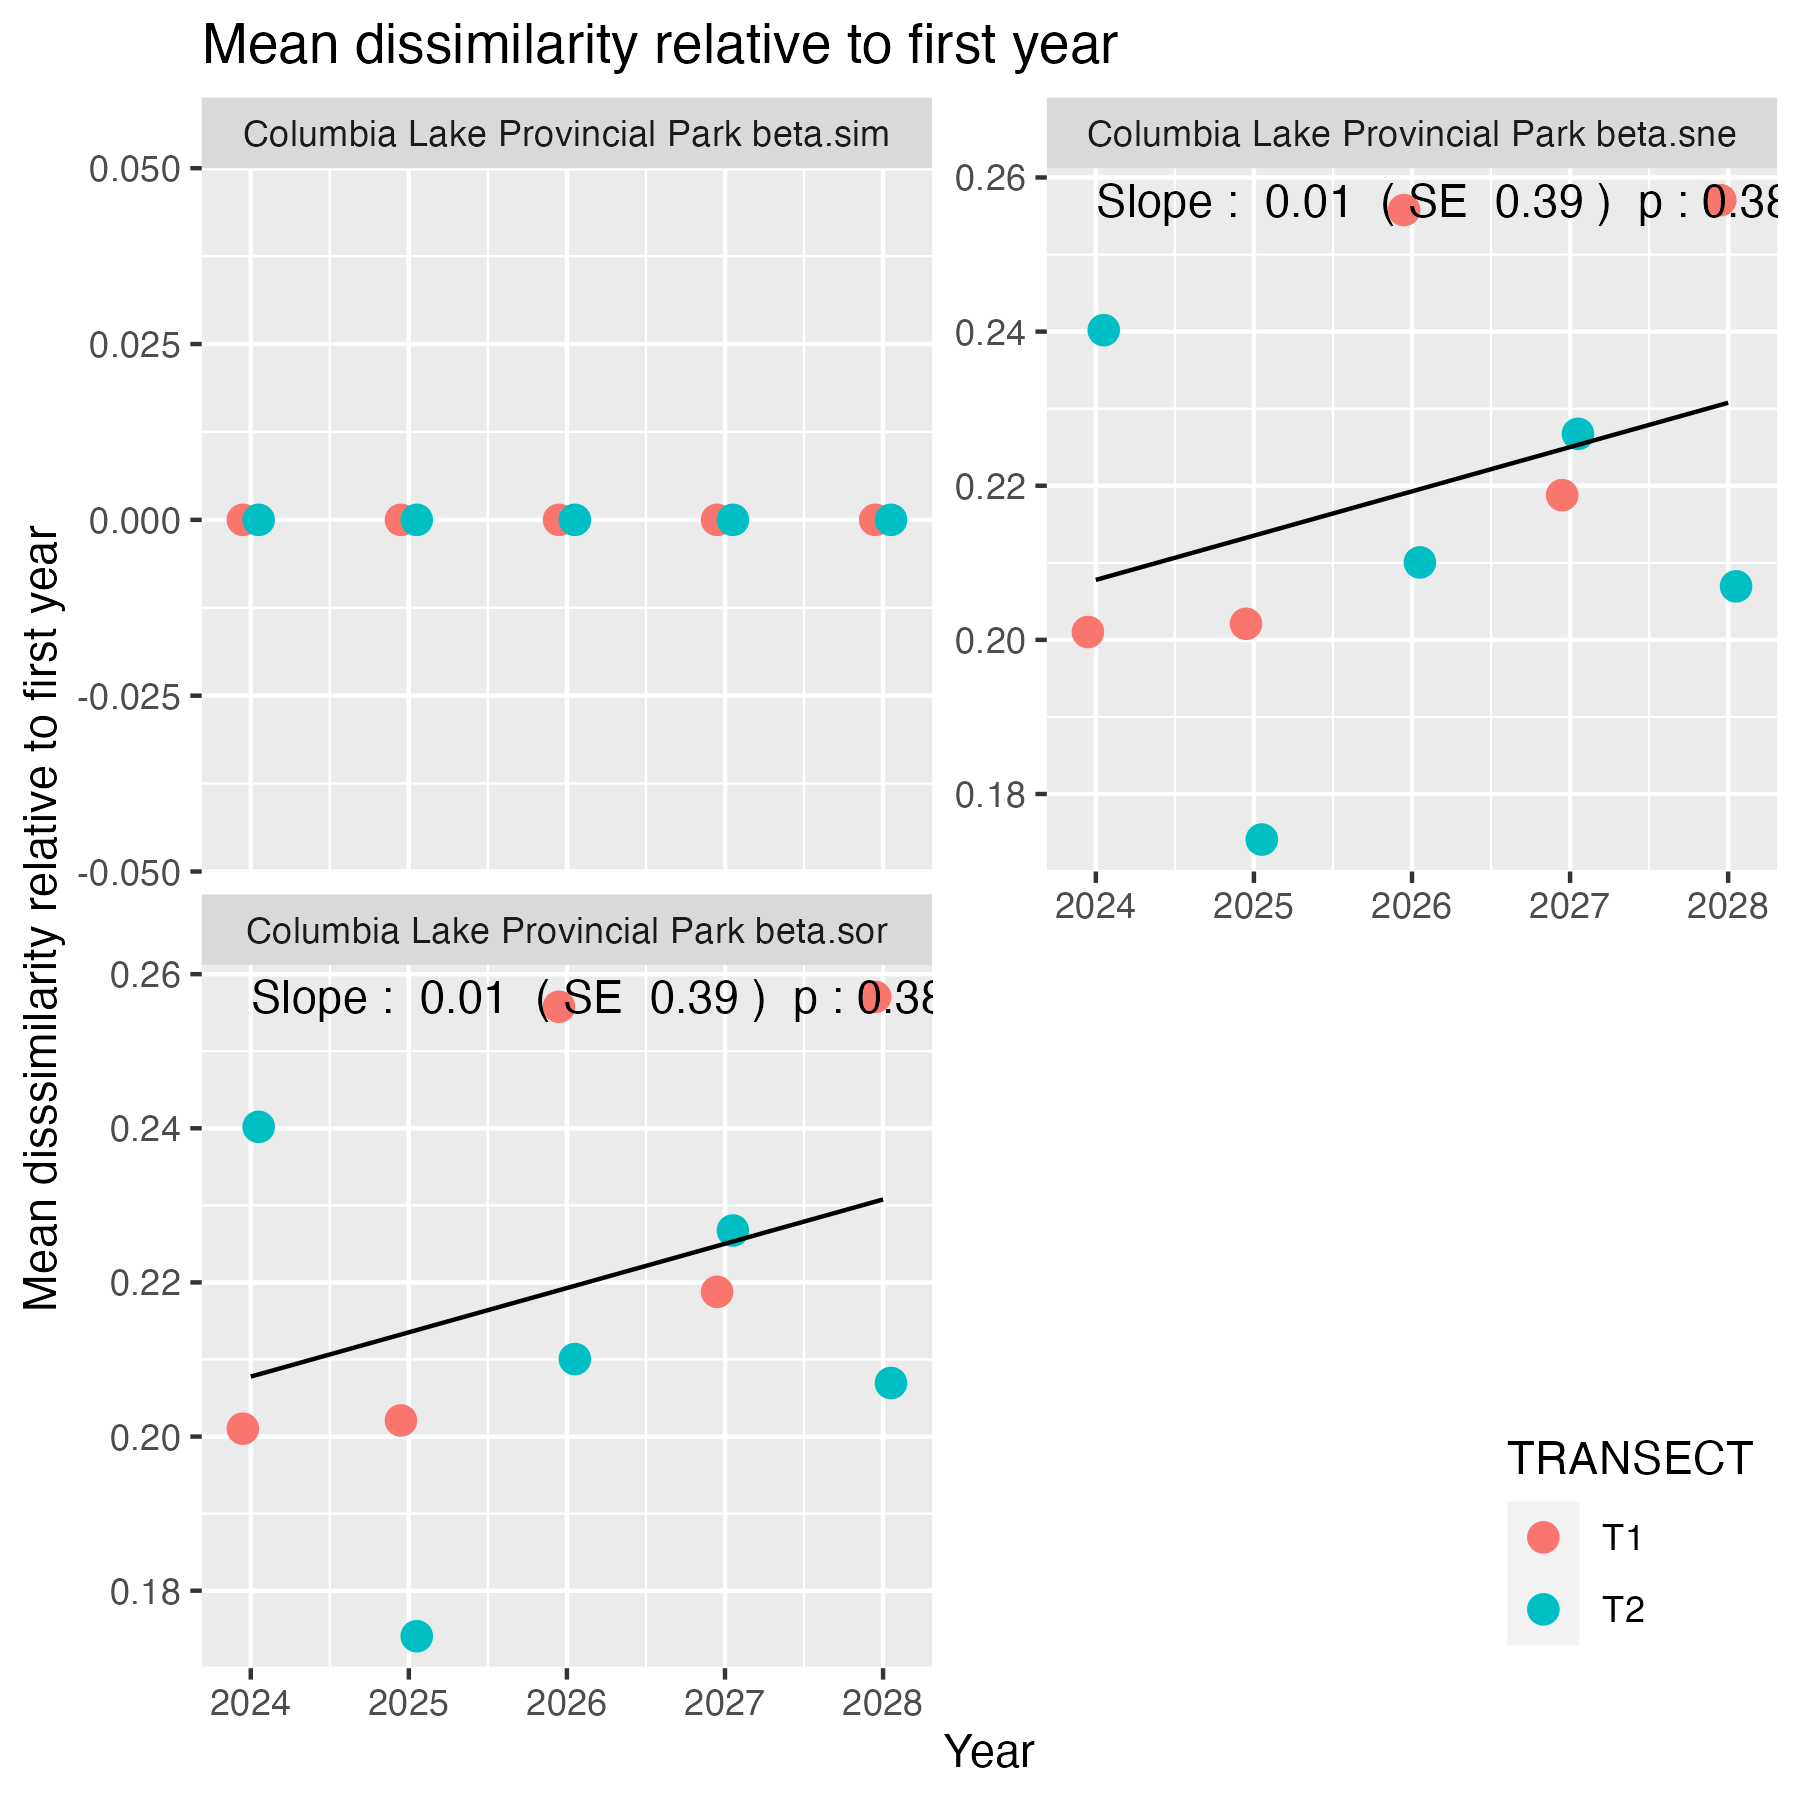 Mean dissimilarity relative to first year
Columbia Lake Provincial Park beta.sim
0.050
0.025
0.000
-0.025
-0.050
Columbia Lake Provincial Park beta.sne
Slope : 0.01 ( SE 0.39 ) p : 0.38
0.26
0.24
0.22
0.20
0.18
2024 2025 2026 2027 2028
Columbia Lake Provincial Park beta.sor
Slope : 0.01 ( SE 0.39 ) p : 0.38
0.26
0.24
0.22
0.20
0.18
2024 2025 2026 2027 2028
Mean disssimilarity relative to first year
Year
TRANSECT
T1
T2